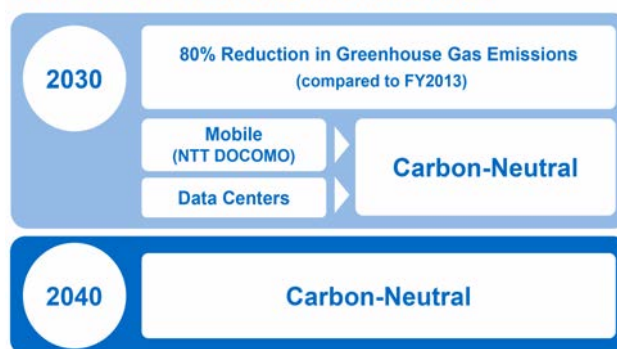 2030
80% Reduction in Greenhouse Gas Emissions
(compared to FY2013)
Mobile
(NTT DOCOMO)
Data Centers
Carbon-Neutral
2040
Carbon-Neutral